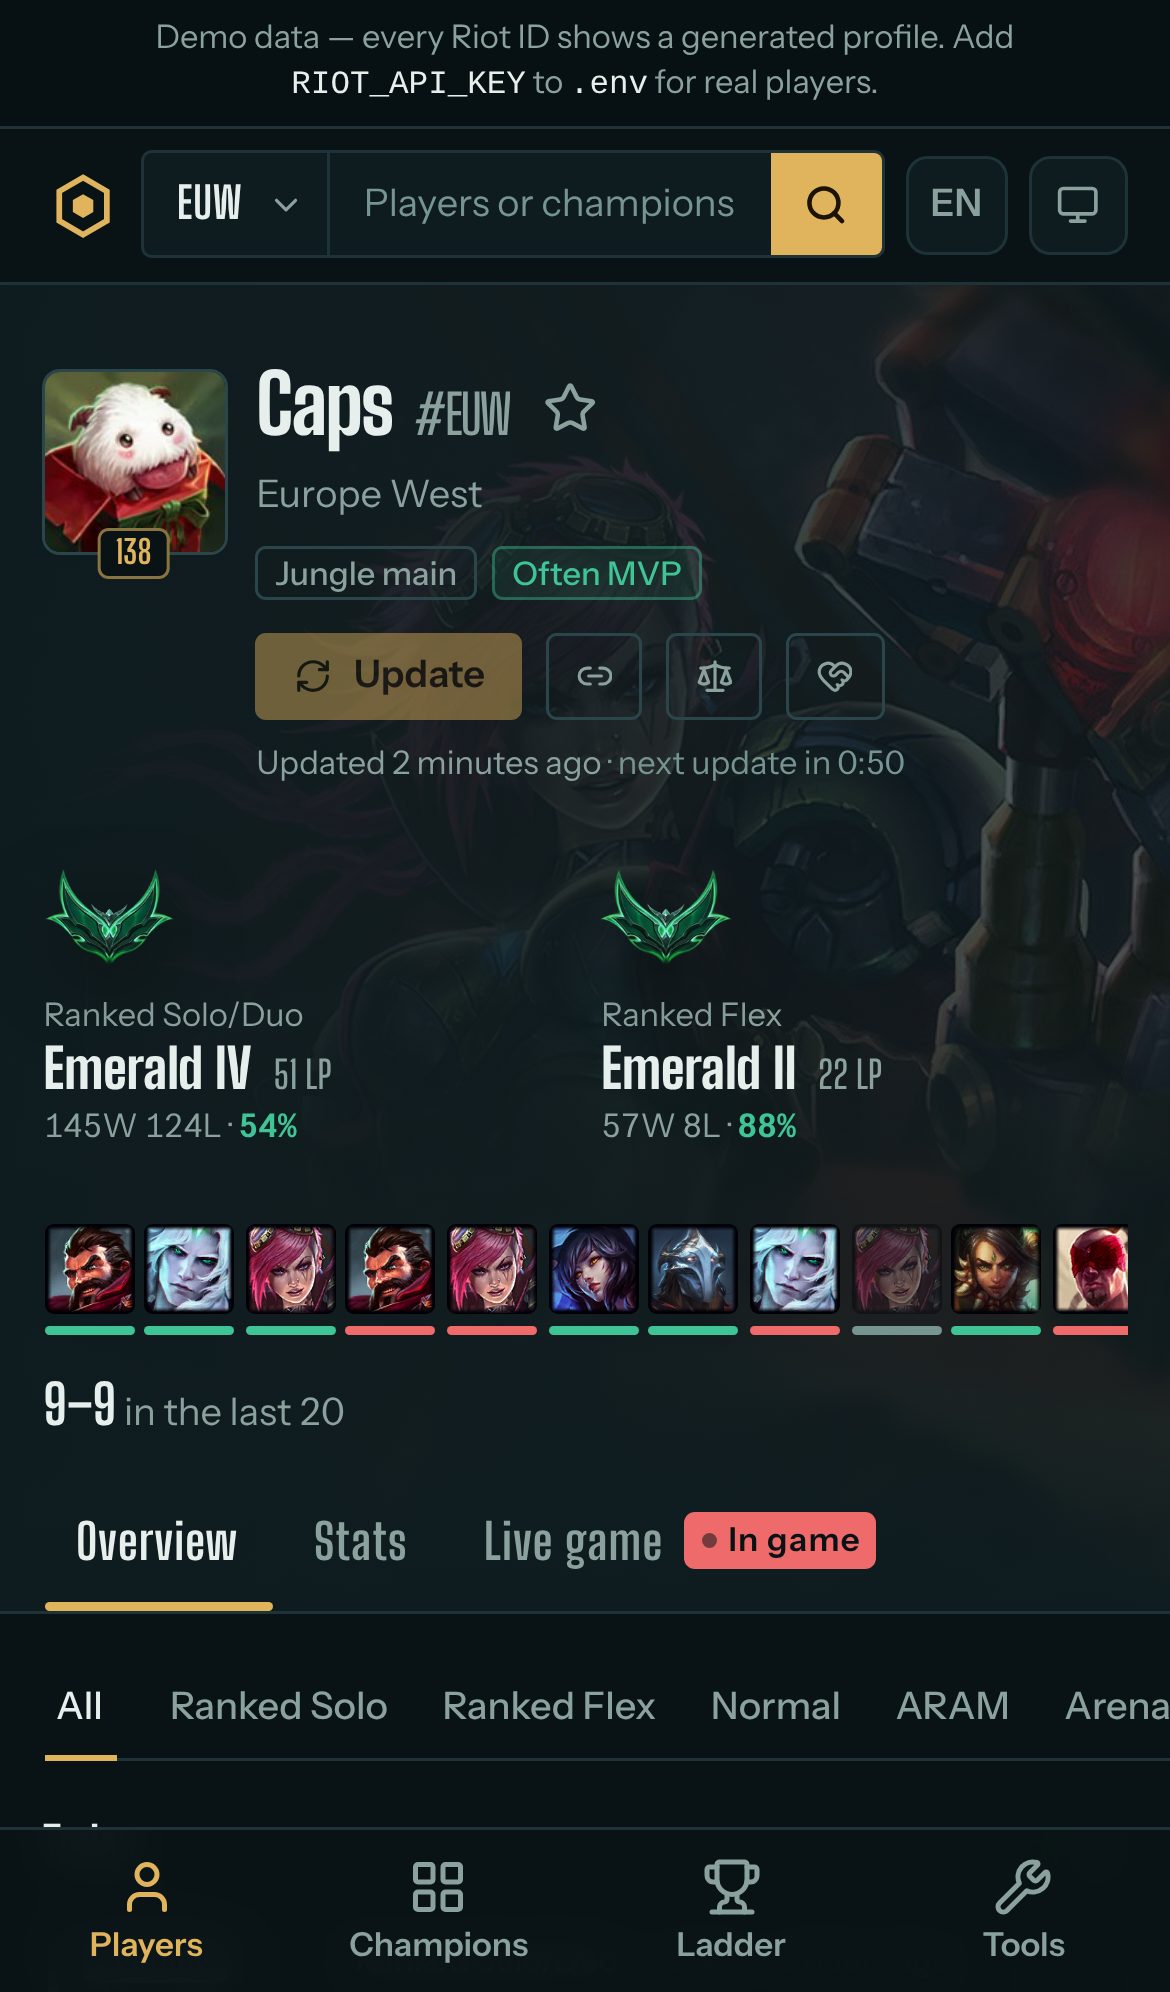 Demo data — every Riot ID shows a generated profile. Add
RIOT_API_KEY to .env for real players.
EUW Players or champions EN
Caps #EUW
Europe West
138
Jungle main Often MVP
Update
Updated 2 minutes ago · next update in 0:50
Ranked Solo/Duo Ranked Flex
Emerald IV 51 LP Emerald II 22 LP
145W 124L · 54% 57W 8L · 88%
9–9 in the last 20
Overview Stats Live game In game
All Ranked Solo Ranked Flex Normal ARAM Arena
Players Champions Ladder Tools